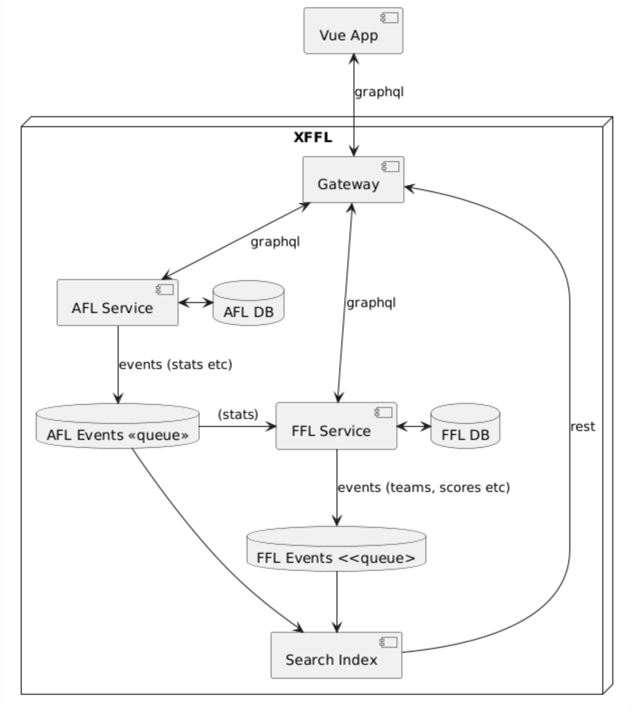 Vue App
graphql
XFFL
Gateway
graphql
graphql
AFL Service
AFL DB
events (stats etc)
AFL Events «queue»
(stats)
FFL Service
FFL DB
rest
events (teams, scores etc)
FFL Events <<queue>
Search Index